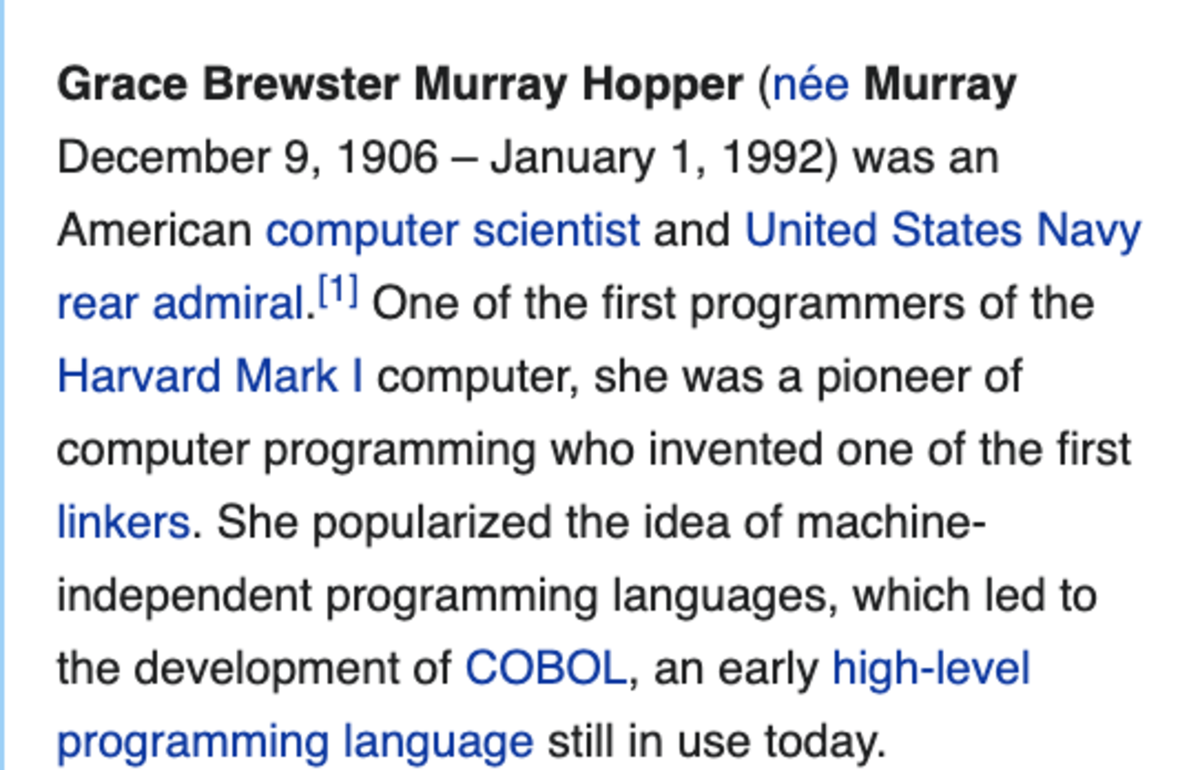 Grace Brewster Murray Hopper (née Murray
December 9, 1906 – January 1, 1992) was an
American computer scientist and United States Navy
rear admiral.[1] One of the first programmers of the
Harvard Mark I computer, she was a pioneer of
computer programming who invented one of the first
linkers. She popularized the idea of machine-
independent programming languages, which led to
the development of COBOL, an early high-level
programming language still in use today.